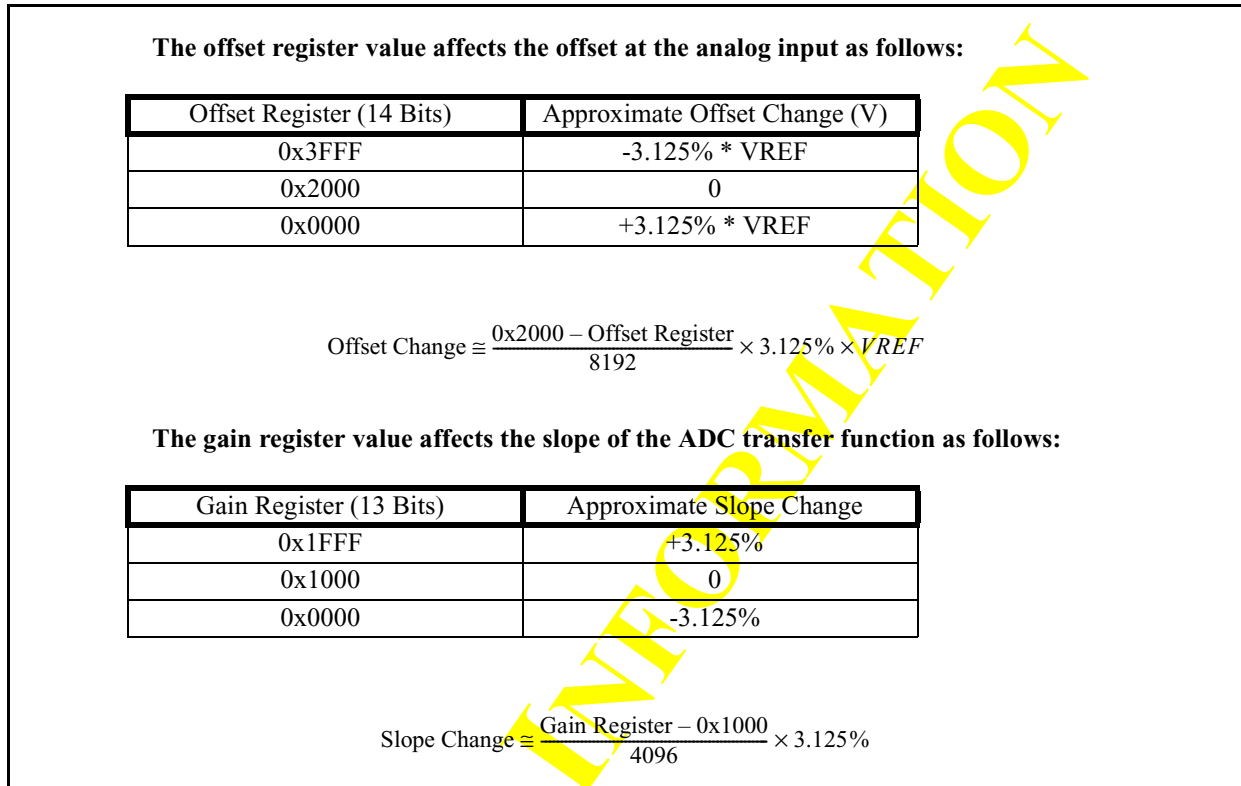 The offset register value affects the offset at the analog input as follows:
Offset Register (14 Bits) Approximate Offset Change (V)
0x3FFF -3.125% * VREF
0x2000 0
0x0000 +3.125% * VREF
Offset Change ≅ 0x2000 – Offset Register / 8192 × 3.125% × VREF
The gain register value affects the slope of the ADC transfer function as follows:
Gain Register (13 Bits) Approximate Slope Change
0x1FFF +3.125%
0x1000 0
0x0000 -3.125%
Slope Change ≅ Gain Register – 0x1000 / 4096 × 3.125%
INFORMATION